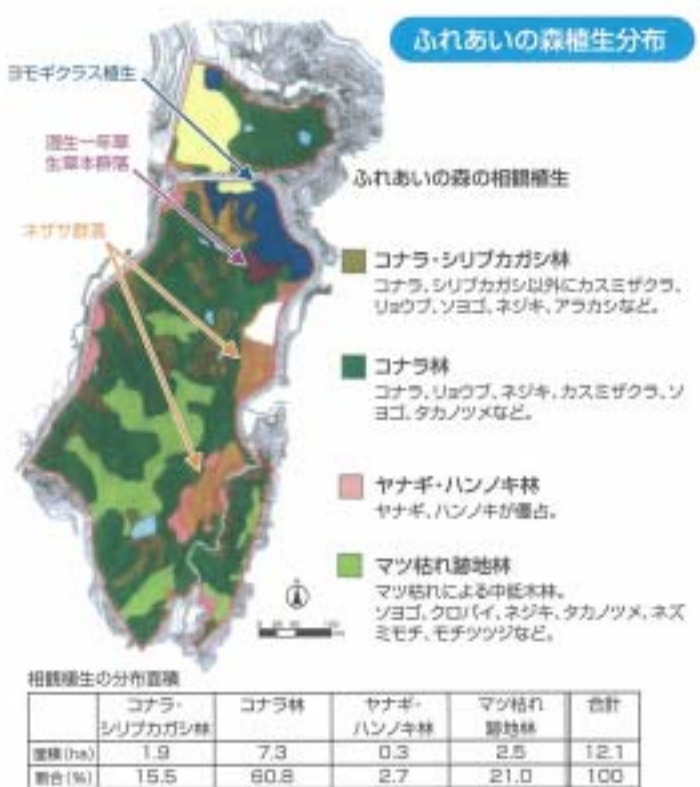 ふれあいの森植生分布
ヨモギクラス植生
湿生一年草
生草本群落
ネザサ群落
ふれあいの森の相観植生
コナラ・シリブカガシ林
コナラ、シリブカガシ以外にカスミザクラ、
リョウブ、ソヨゴ、ネジキ、アラカシなど。
コナラ林
コナラ、リョウブ、ネジキ、カスミザクラ、ソ
ヨゴ、タカノツメなど。
ヤナギ・ハンノキ林
ヤナギ、ハンノキが優占。
マツ枯れ跡地林
マツ枯れによる中低木林。
ソヨゴ、クロバイ、ネジキ、タカノツメ、ネズ
ミモチ、モチツツジなど。
相観植生の分布面積
コナラ・シリブカガシ林 コナラ林 ヤナギ・ハンノキ林 マツ枯れ跡地林 合計
面積(ha) 1.9 7.3 0.3 2.5 12.1
割合(%) 15.5 60.8 2.7 21.0 100